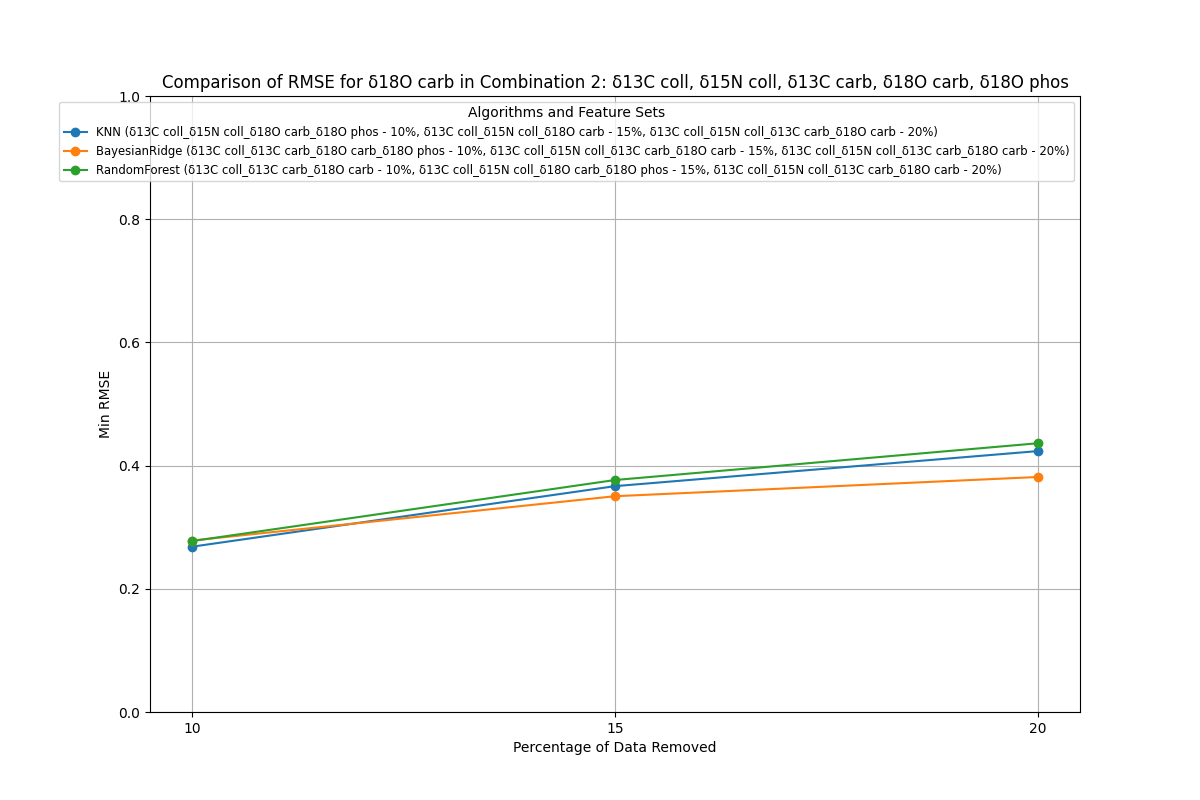 Comparison of RMSE for δ18O carb in Combination 2: δ13C coll, δ15N coll, δ13C carb, δ18O carb, δ18O phos
1.0
Algorithms and Feature Sets
KNN (δ13C coll_δ15N coll_δ18O carb_δ18O phos - 10%, δ13C coll_δ15N coll_δ18O carb - 15%, δ13C coll_δ15N coll_δ13C carb_δ18O carb - 20%)
BayesianRidge (δ13C coll_δ13C carb_δ18O carb_δ18O phos - 10%, δ13C coll_δ15N coll_δ13C carb_δ18O carb - 15%, δ13C coll_δ15N coll_δ13C carb_δ18O carb - 20%)
RandomForest (δ13C coll_δ13C carb_δ18O carb - 10%, δ13C coll_δ15N coll_δ18O carb_δ18O phos - 15%, δ13C coll_δ15N coll_δ13C carb_δ18O carb - 20%)
0.8
0.6
Min RMSE
0.4
0.2
0.0
10 15 20
Percentage of Data Removed